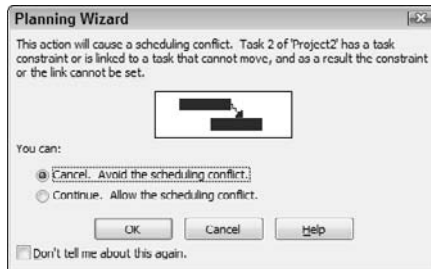 Planning Wizard
This action will cause a scheduling conflict. Task 2 of 'Project2' has a task
constraint or is linked to a task that cannot move, and as a result the constraint
or the link cannot be set.
You can:
Cancel. Avoid the scheduling conflict.
Continue. Allow the scheduling conflict.
OK Cancel Help
Don't tell me about this again.